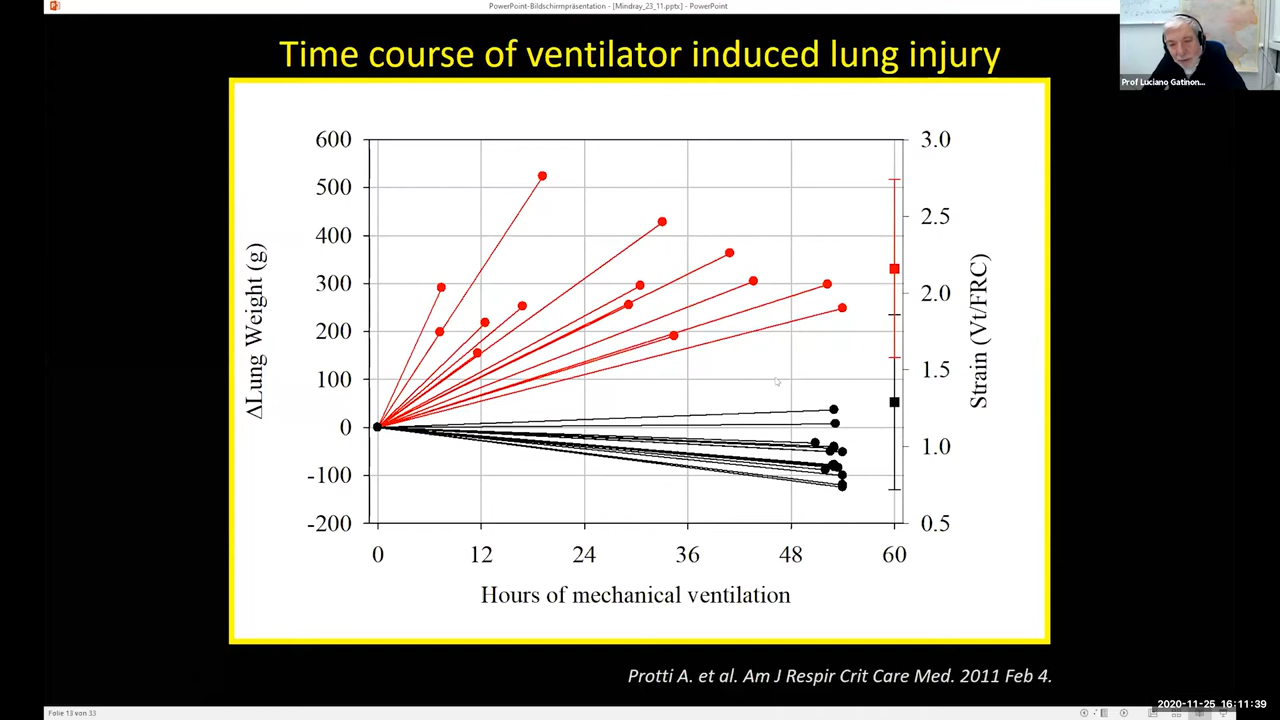 PowerPoint-Bildschirmpräsentation - [Mindray_23_11.pptx] - PowerPoint
Time course of ventilator induced lung injury
Prof Luciano Gatinon...
600
500
400
300
200
100
0
-100
-200
ΔLung Weight (g)
3.0
2.5
2.0
1.5
1.0
0.5
Strain (Vt/FRC)
0 12 24 36 48 60
Hours of mechanical ventilation
Protti A. et al. Am J Respir Crit Care Med. 2011 Feb 4.
2020-11-25 16:11:39
Folie 13 von 33